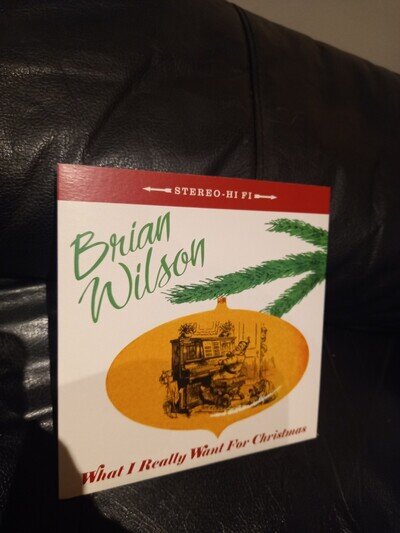 STEREO-HI FI
Brian
Wilson
What I Really Want For Christmas